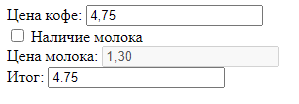 Цена кофе: 4,75
Наличие молока
Цена молока: 1,30
Итог: 4.75